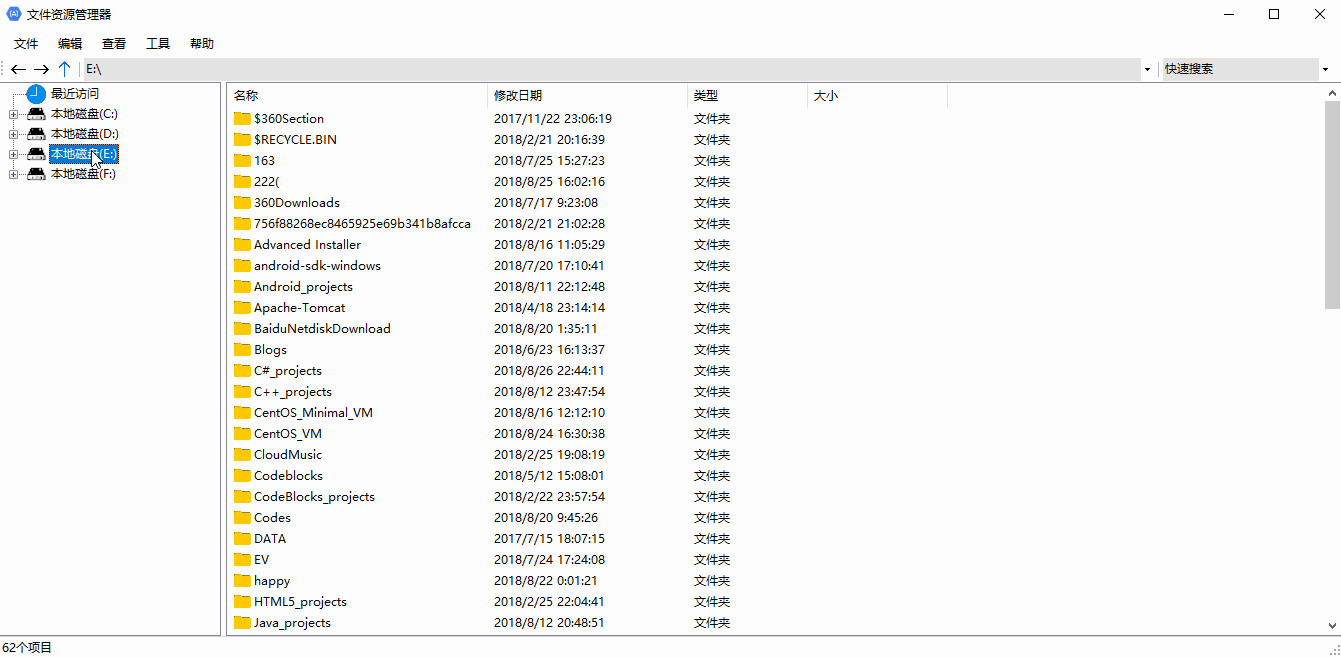 文件资源管理器
文件 编辑 查看 工具 帮助
E:\ 快速搜索
最近访问
本地磁盘(C:)
本地磁盘(D:)
本地磁盘(E:)
本地磁盘(F:)
名称 修改日期 类型 大小
$360Section 2017/11/22 23:06:19 文件夹
$RECYCLE.BIN 2018/2/21 20:16:39 文件夹
163 2018/7/25 15:27:23 文件夹
222( 2018/8/25 16:02:16 文件夹
360Downloads 2018/7/17 9:23:08 文件夹
756f88268ec8465925e69b341b8afcca 2018/2/21 21:02:28 文件夹
Advanced Installer 2018/8/16 11:05:29 文件夹
android-sdk-windows 2018/7/20 17:10:41 文件夹
Android_projects 2018/8/11 22:12:48 文件夹
Apache-Tomcat 2018/4/18 23:14:14 文件夹
BaiduNetdiskDownload 2018/8/20 1:35:11 文件夹
Blogs 2018/6/23 16:13:37 文件夹
C#_projects 2018/8/26 22:44:11 文件夹
C++_projects 2018/8/12 23:47:54 文件夹
CentOS_Minimal_VM 2018/8/16 12:12:10 文件夹
CentOS_VM 2018/8/24 16:30:38 文件夹
CloudMusic 2018/2/25 19:08:19 文件夹
Codeblocks 2018/5/12 15:08:01 文件夹
CodeBlocks_projects 2018/2/22 23:57:54 文件夹
Codes 2018/8/20 9:45:26 文件夹
DATA 2017/7/15 18:07:15 文件夹
EV 2018/7/24 17:24:08 文件夹
happy 2018/8/22 0:01:21 文件夹
HTML5_projects 2018/2/25 22:04:41 文件夹
Java_projects 2018/8/12 20:48:51 文件夹
62个项目